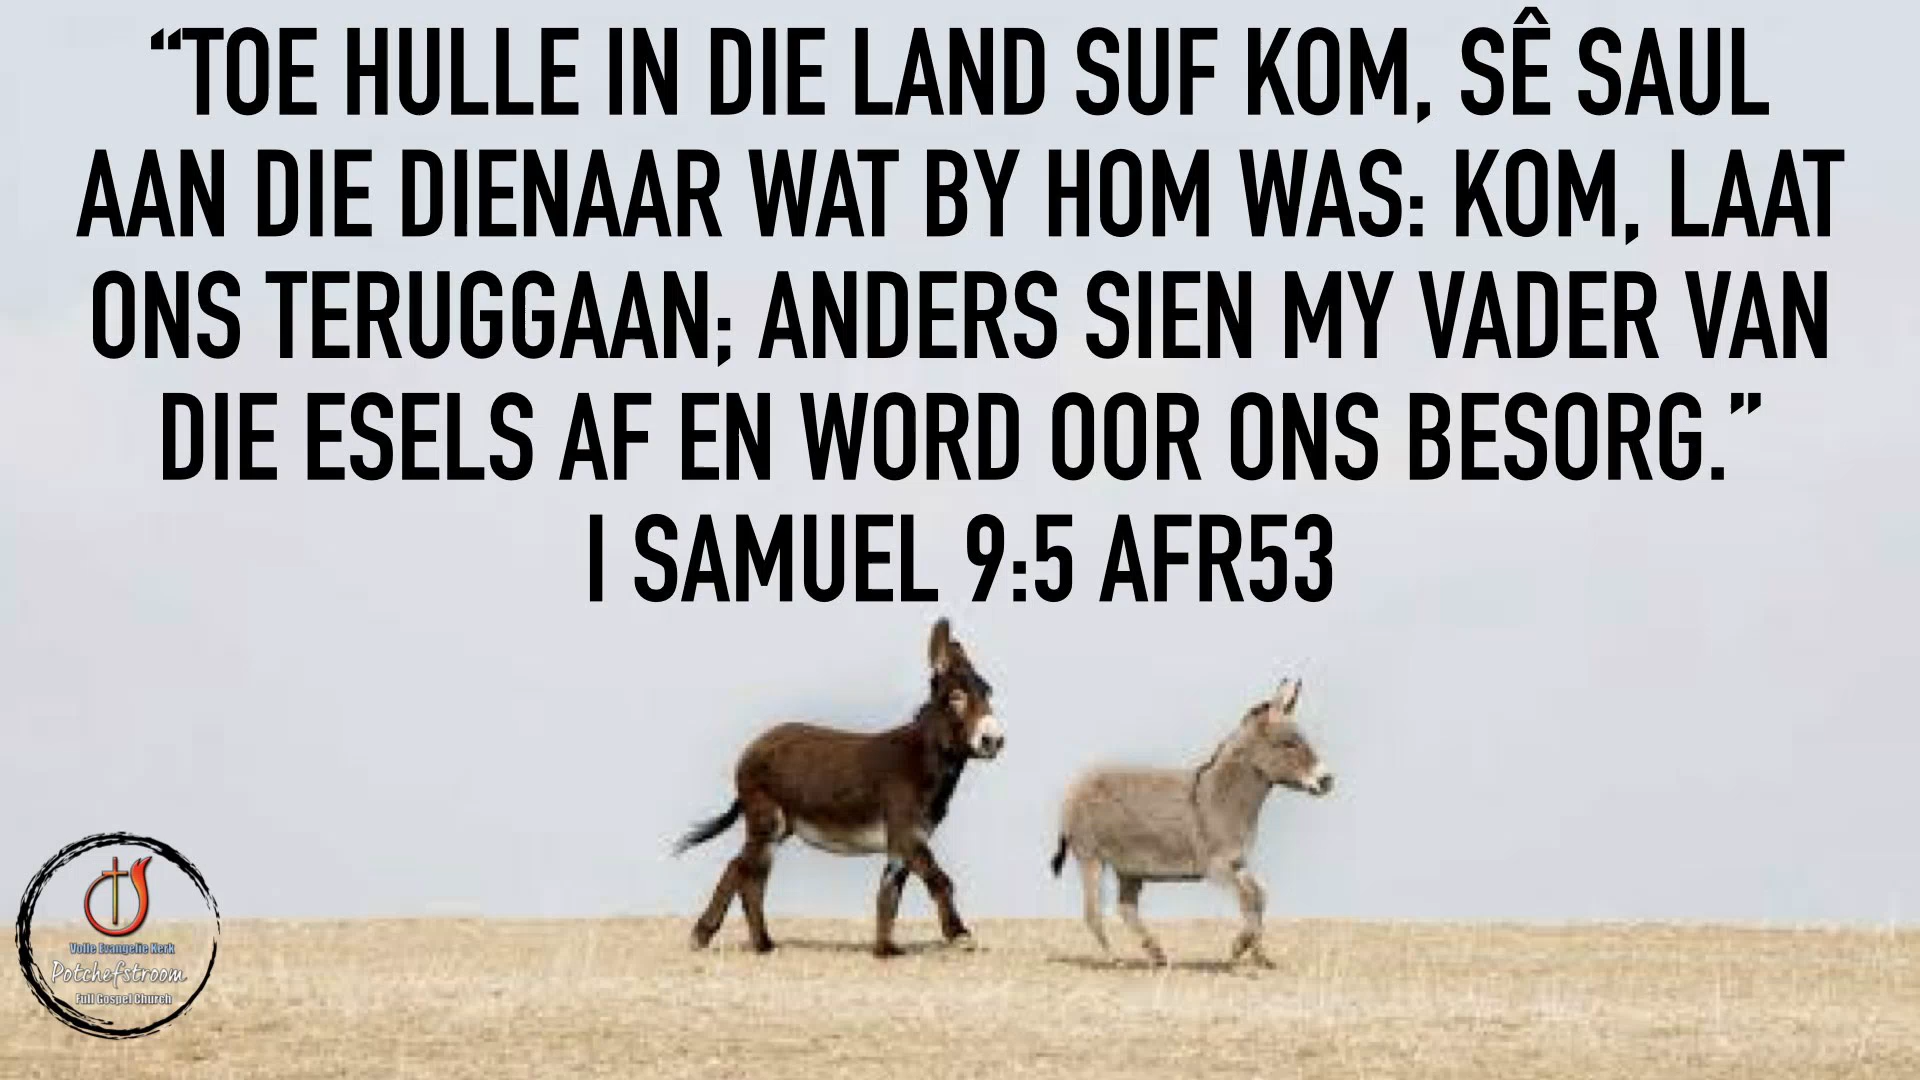 “TOE HULLE IN DIE LAND SUF KOM, SÊ SAUL
AAN DIE DIENAAR WAT BY HOM WAS: KOM, LAAT
ONS TERUGGAAN; ANDERS SIEN MY VADER VAN
DIE ESELS AF EN WORD OOR ONS BESORG.”
I SAMUEL 9:5 AFR53
Volle Evangelie Kerk
Potchefstroom
Full Gospel Church